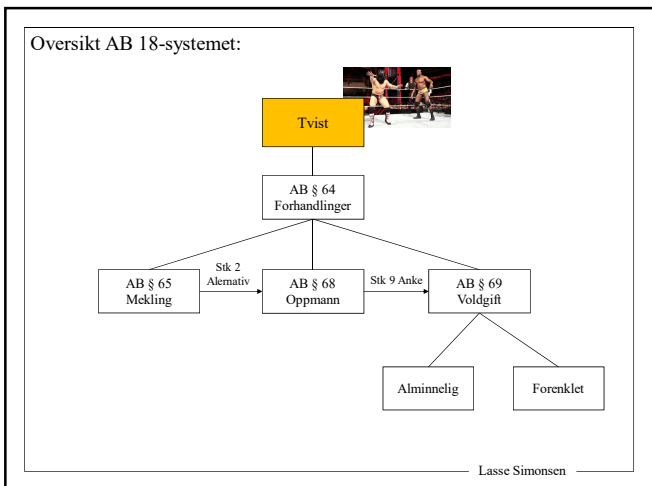 Oversikt AB 18-systemet:
Tvist
AB § 64
Forhandlinger
AB § 65
Mekling
Stk 2
Alernativ
AB § 68
Oppmann
Stk 9 Anke
AB § 69
Voldgift
Alminnelig
Forenklet
Lasse Simonsen